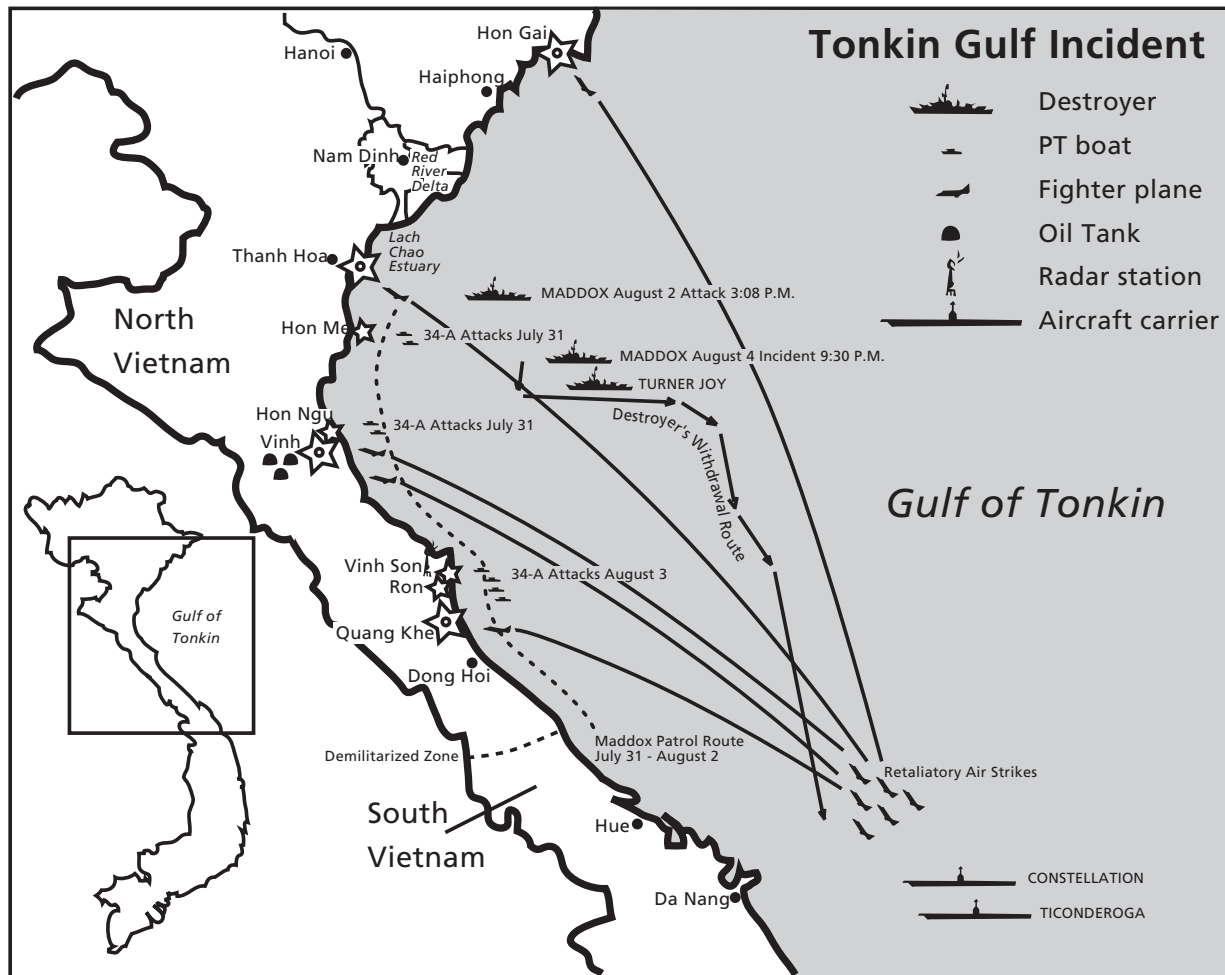 Tonkin Gulf Incident
Destroyer
PT boat
Fighter plane
Oil Tank
Radar station
Aircraft carrier
Hon Gai
Hanoi
Haiphong
Nam Dinh
Red
River
Delta
Lach
Chao
Estuary
Thanh Hoa
MADDOX August 2 Attack 3:08 P.M.
North
Vietnam
Hon Me
34-A Attacks July 31
MADDOX August 4 Incident 9:30 P.M.
TURNER JOY
Destroyer's Withdrawal Route
Hon Ngu
34-A Attacks July 31
Vinh
Gulf of Tonkin
Vinh Son
34-A Attacks August 3
Ron
Quang Khe
Gulf of
Tonkin
Dong Hoi
Demilitarized Zone
Maddox Patrol Route
July 31 - August 2
Retaliatory Air Strikes
South
Vietnam
Hue
Da Nang
CONSTELLATION
TICONDEROGA